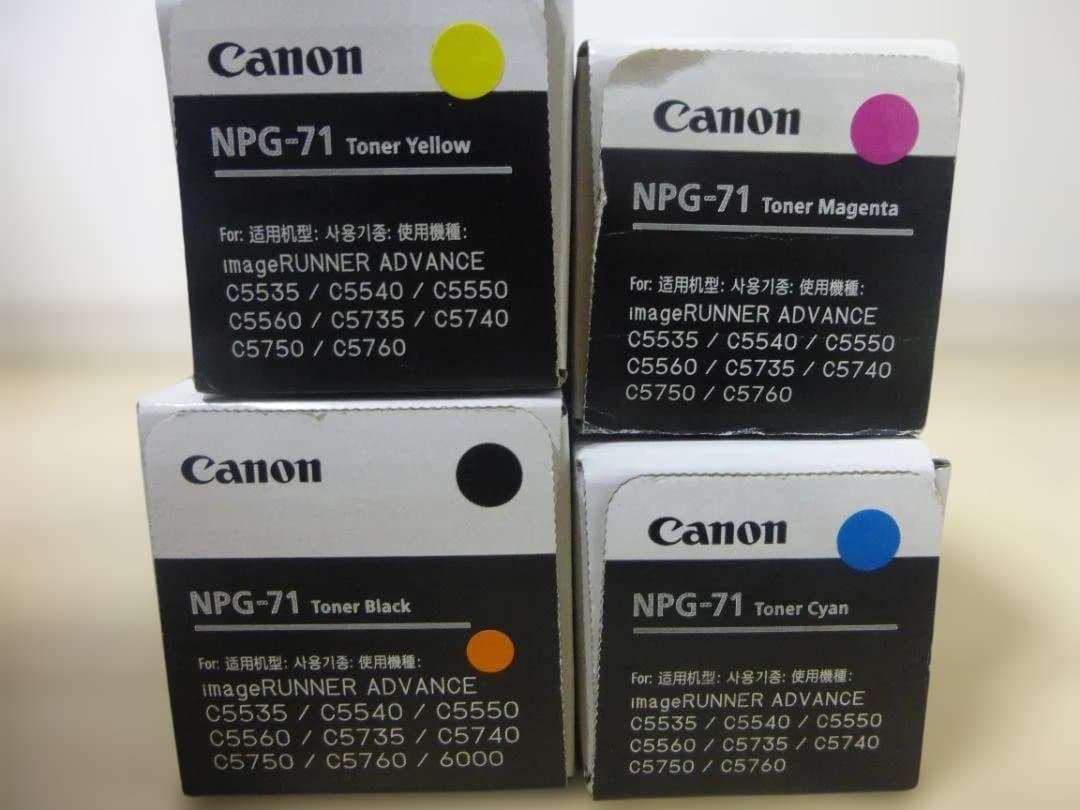 Canon
NPG-71 Toner Yellow
For: 适用机型: 사용기종: 使用機種:
imageRUNNER ADVANCE
C5535 / C5540 / C5550
C5560 / C5735 / C5740
C5750 / C5760
Canon
NPG-71 Toner Magenta
For: 适用机型: 사용기종: 使用機種:
imageRUNNER ADVANCE
C5535 / C5540 / C5550
C5560 / C5735 / C5740
C5750 / C5760
Canon
NPG-71 Toner Black
For: 适用机型: 사용기종: 使用機種:
imageRUNNER ADVANCE
C5535 / C5540 / C5550
C5560 / C5735 / C5740
C5750 / C5760 / 6000
Canon
NPG-71 Toner Cyan
For: 适用机型: 사용기종: 使用機種:
imageRUNNER ADVANCE
C5535 / C5540 / C5550
C5560 / C5735 / C5740
C5750 / C5760